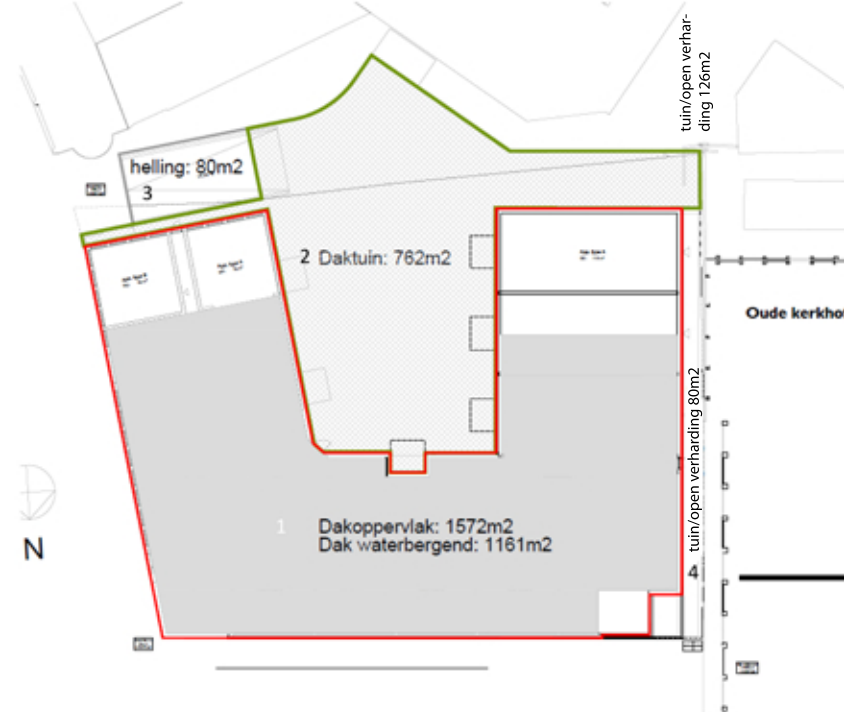 tuin/open verhar-
ding 126m2
helling: 80m2
3
2 Daktuin: 762m2
Oude kerkhof
tuin/open verharding 80m2
4
1 Dakoppervlak: 1572m2
Dak waterbergend: 1161m2
N